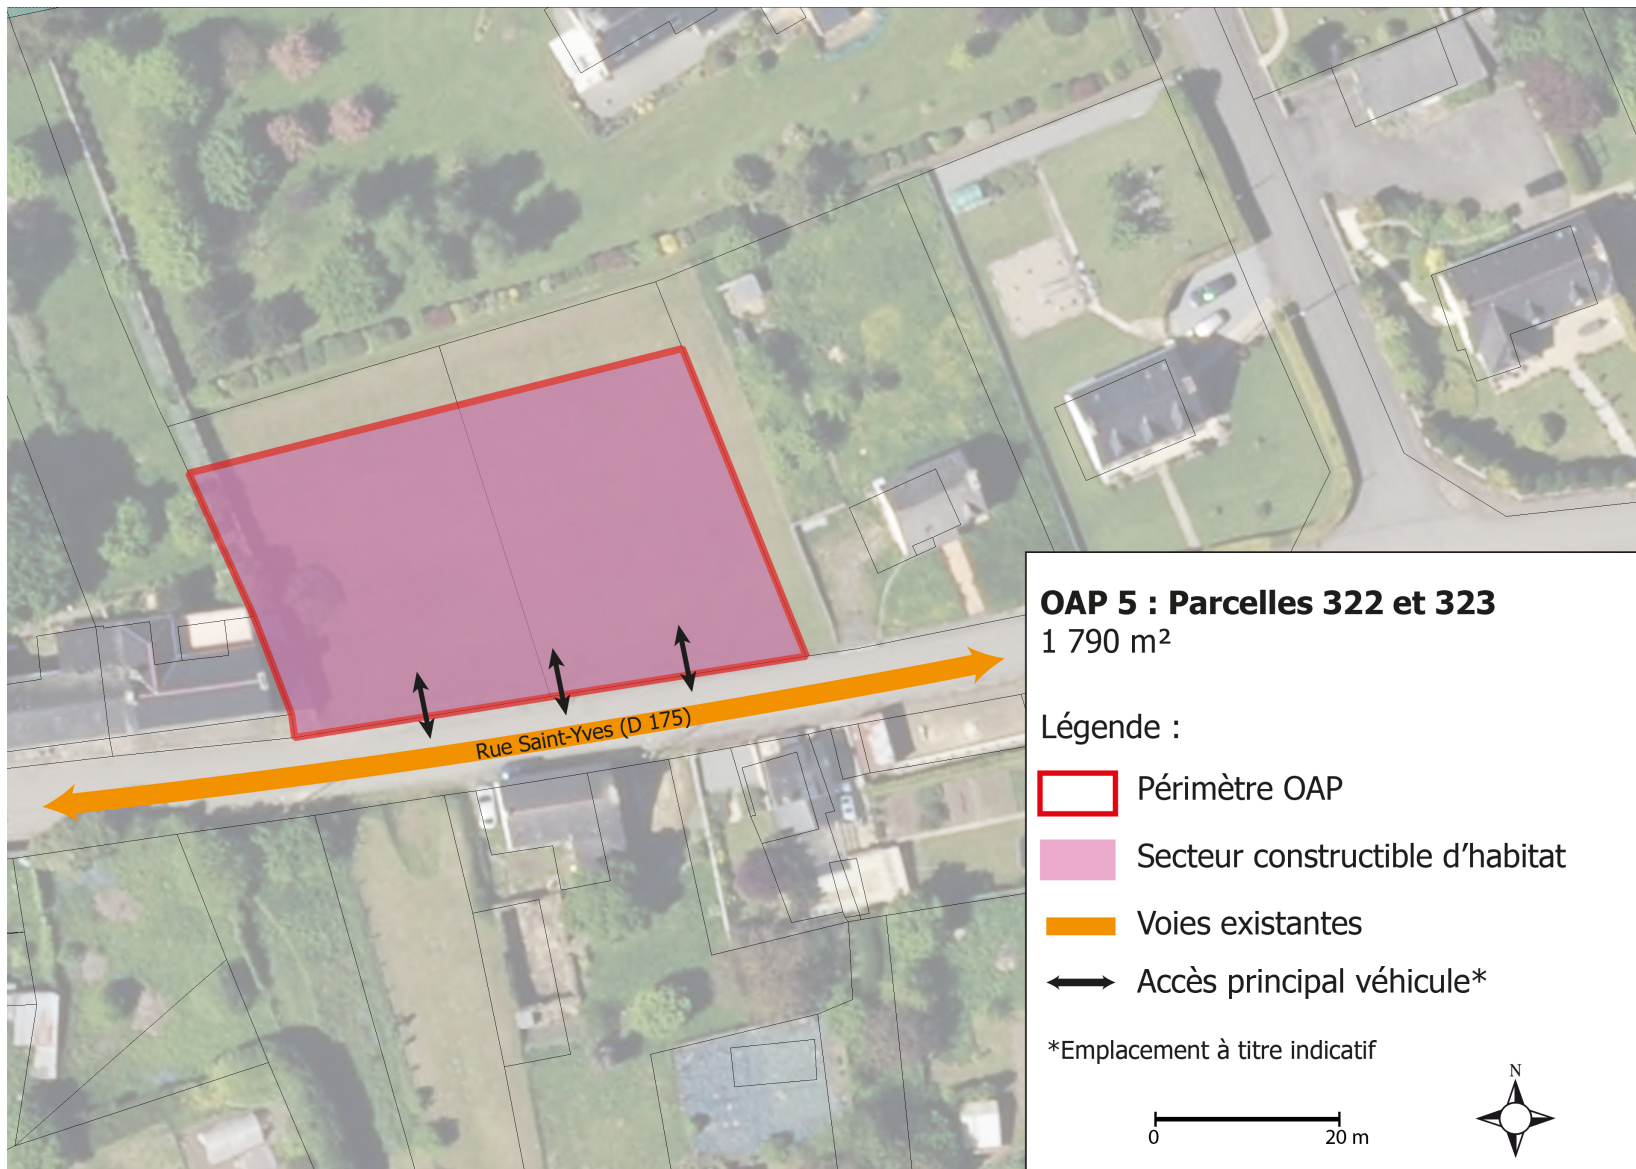 Rue Saint-Yves (D 175)
OAP 5 : Parcelles 322 et 323
1 790 m²
Légende :
Périmètre OAP
Secteur constructible d’habitat
Voies existantes
Accès principal véhicule*
*Emplacement à titre indicatif
N
0 20 m